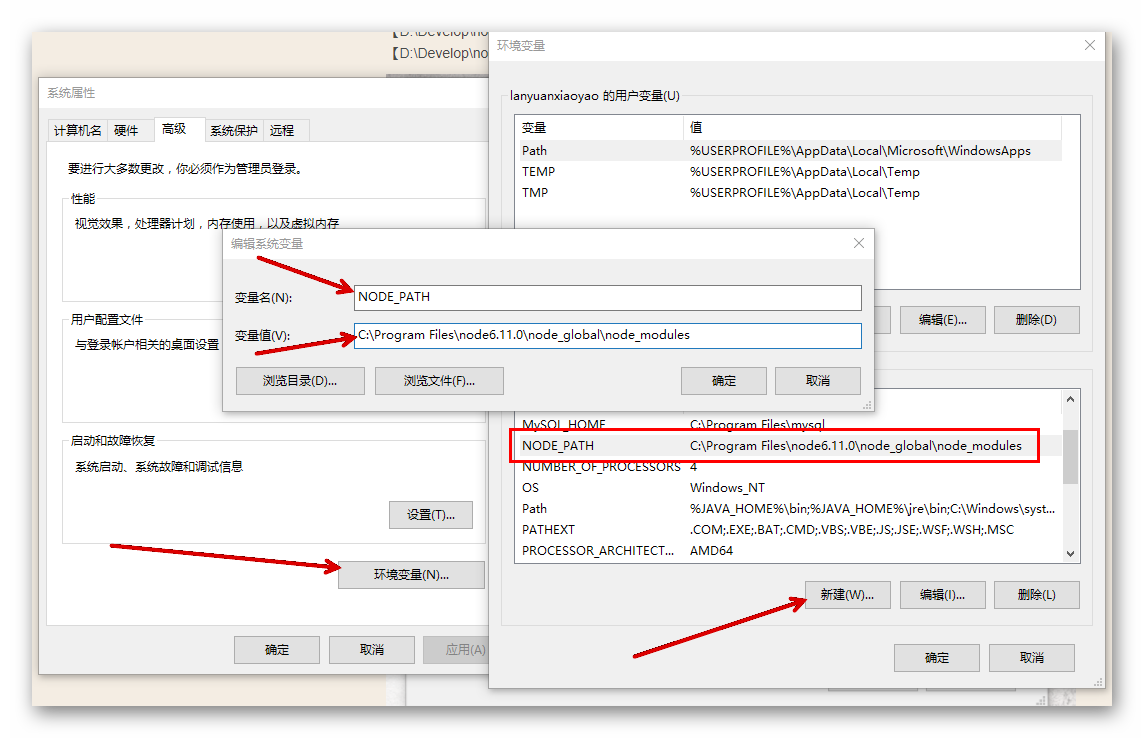 【D:\Develop\no
【D:\Develop\no
系统属性
计算机名 硬件 高级 系统保护 远程
要进行大多数更改，你必须作为管理员登录。
性能
视觉效果，处理器计划，内存使用，以及虚拟内存
用户配置文件
与登录帐户相关的桌面设置
启动和故障恢复
系统启动、系统故障和调试信息
设置(T)...
环境变量(N)...
确定 取消 应用(A)
环境变量
lanyuanxiaoyao 的用户变量(U)
变量 值
Path %USERPROFILE%\AppData\Local\Microsoft\WindowsApps
TEMP %USERPROFILE%\AppData\Local\Temp
TMP %USERPROFILE%\AppData\Local\Temp
编辑(E)... 删除(D)
编辑系统变量
变量名(N): NODE_PATH
变量值(V): C:\Program Files\node6.11.0\node_global\node_modules
浏览目录(D)... 浏览文件(F)... 确定 取消
MySQL_HOME C:\Program Files\mysql
NODE_PATH C:\Program Files\node6.11.0\node_global\node_modules
NUMBER_OF_PROCESSORS 4
OS Windows_NT
Path %JAVA_HOME%\bin;%JAVA_HOME%\jre\bin;C:\Windows\syst...
PATHEXT .COM;.EXE;.BAT;.CMD;.VBS;.VBE;.JS;.JSE;.WSF;.WSH;.MSC
PROCESSOR_ARCHITECT... AMD64
新建(W)... 编辑(I)... 删除(L)
确定 取消